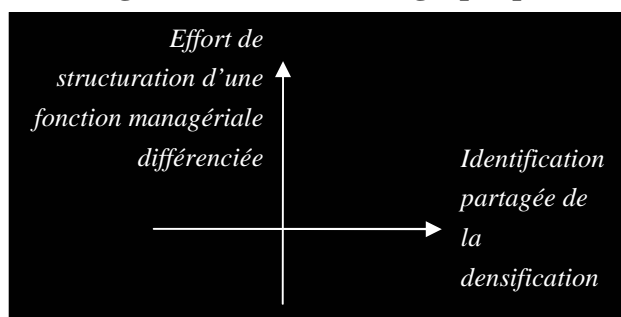 Effort de
structuration d'une
fonction managériale
différenciée
Identification
partagée de
la
densification